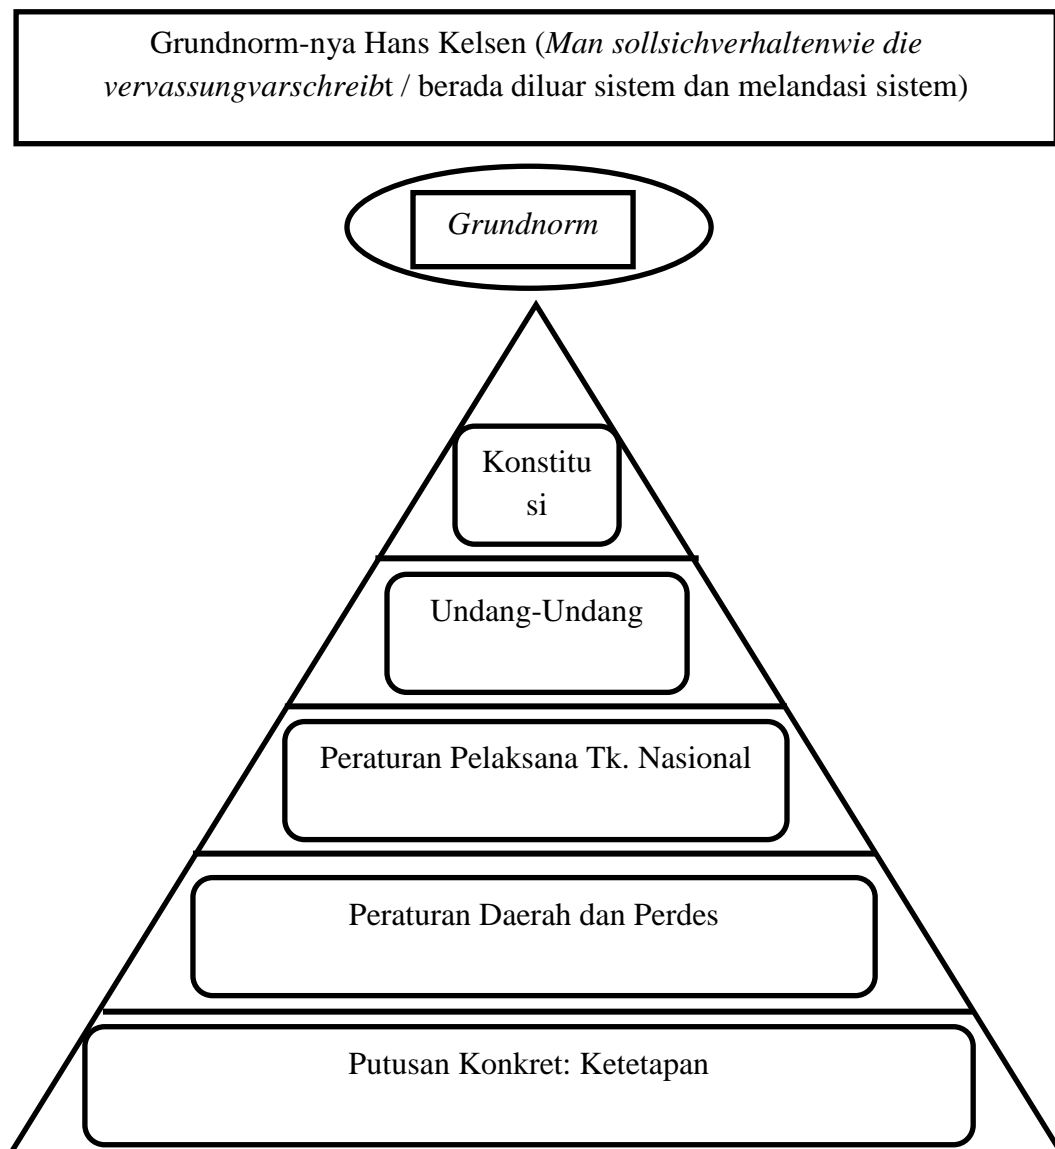 Grundnorm-nya Hans Kelsen (Man sollsichverhaltenwie die
vervassungvarschreibt / berada diluar sistem dan melandasi sistem)
Grundnorm
Konstitu
si
Undang-Undang
Peraturan Pelaksana Tk. Nasional
Peraturan Daerah dan Perdes
Putusan Konkret: Ketetapan